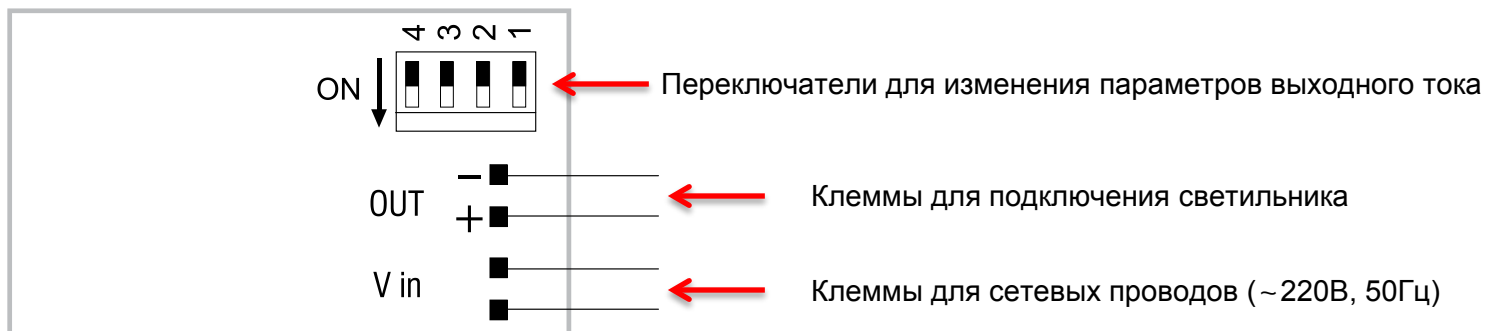 4 3 2 1
ON
Переключатели для изменения параметров выходного тока
−
OUT
Клеммы для подключения светильника
+
V in
Клеммы для сетевых проводов (~220В, 50Гц)